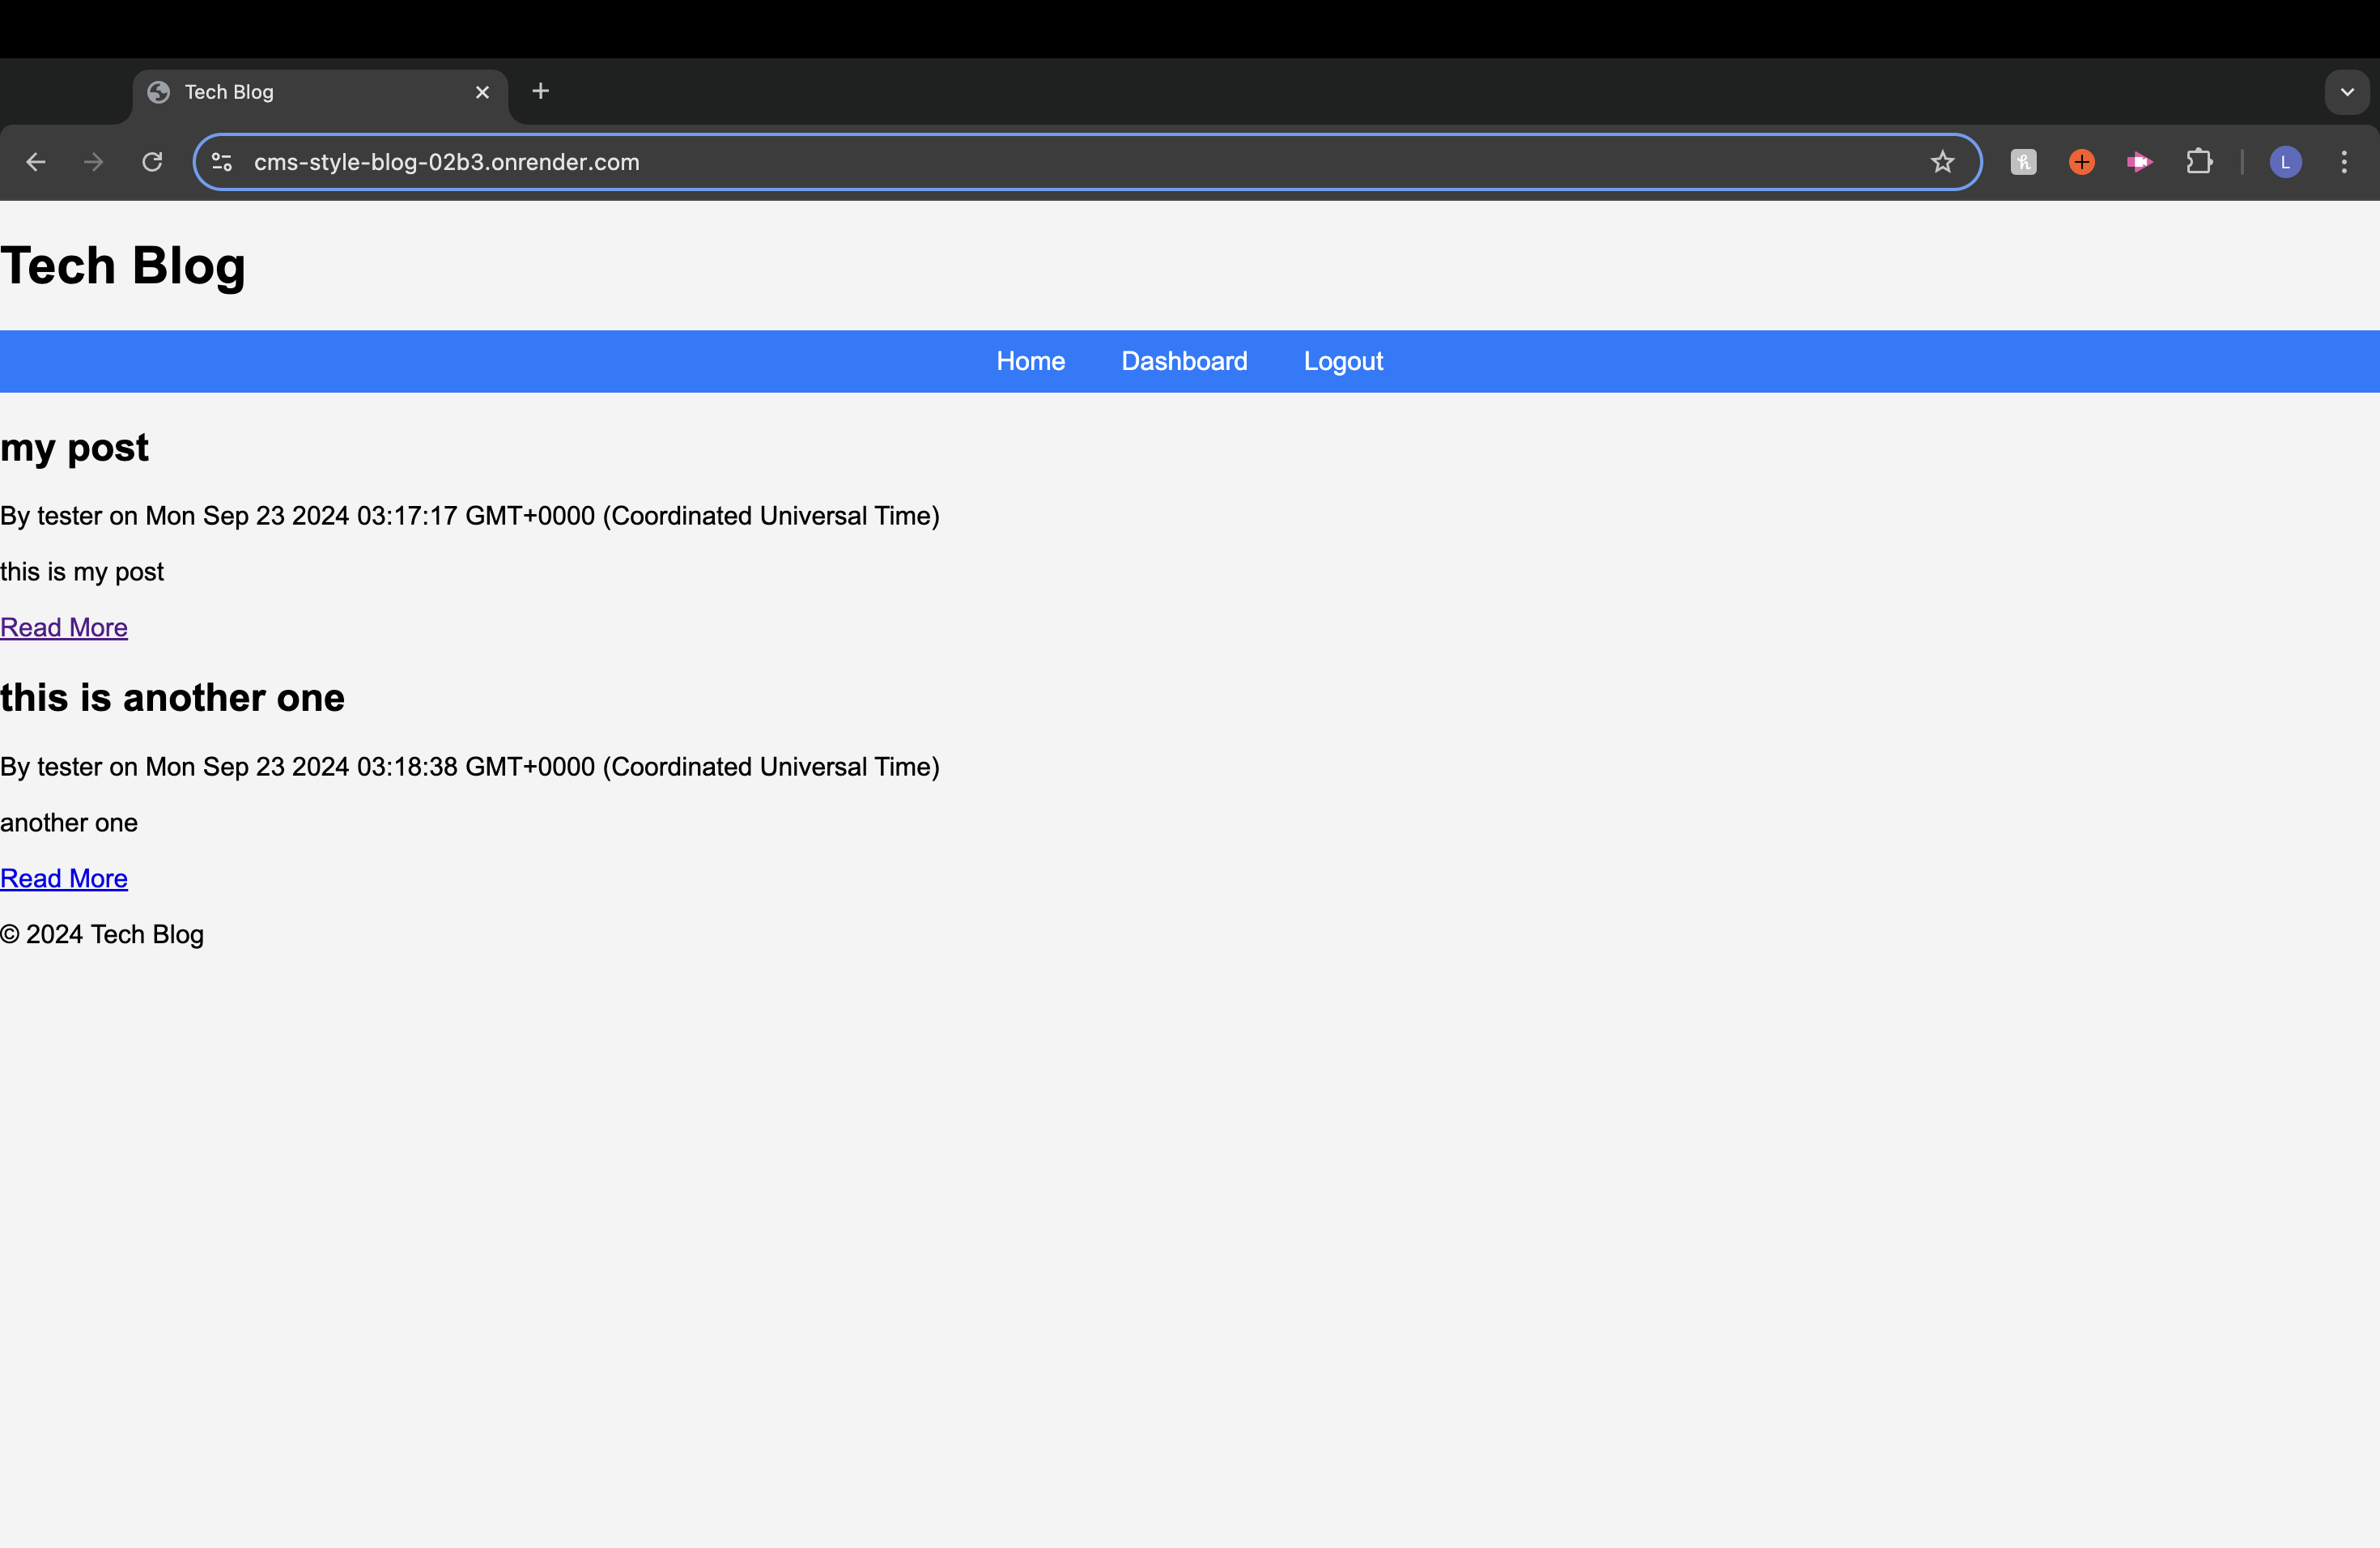 Tech Blog
cms-style-blog-02b3.onrender.com
L
Tech Blog
Home Dashboard Logout
my post
By tester on Mon Sep 23 2024 03:17:17 GMT+0000 (Coordinated Universal Time)
this is my post
Read More
this is another one
By tester on Mon Sep 23 2024 03:18:38 GMT+0000 (Coordinated Universal Time)
another one
Read More
© 2024 Tech Blog